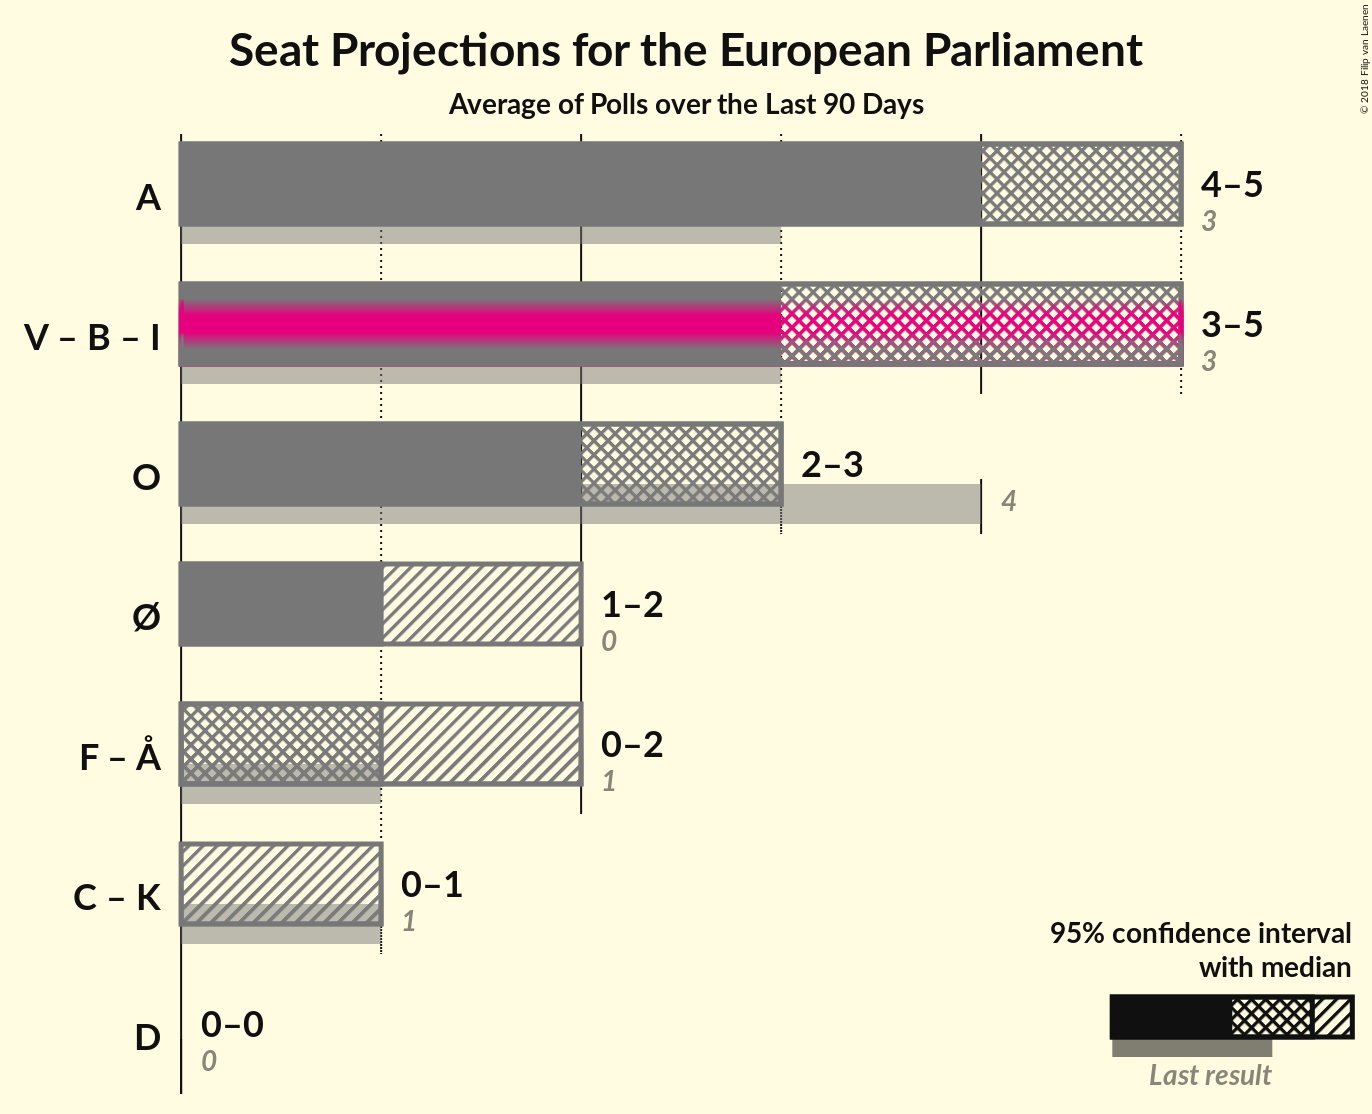 Seat Projections for the European Parliament
Average of Polls over the Last 90 Days
© 2018 Filip van Laenen
A
4–5
3
V – B – I
3–5
3
O
2–3
4
Ø
1–2
0
F – Å
0–2
1
C – K
0–1
1
D
0–0
0
95% confidence interval
with median
Last result